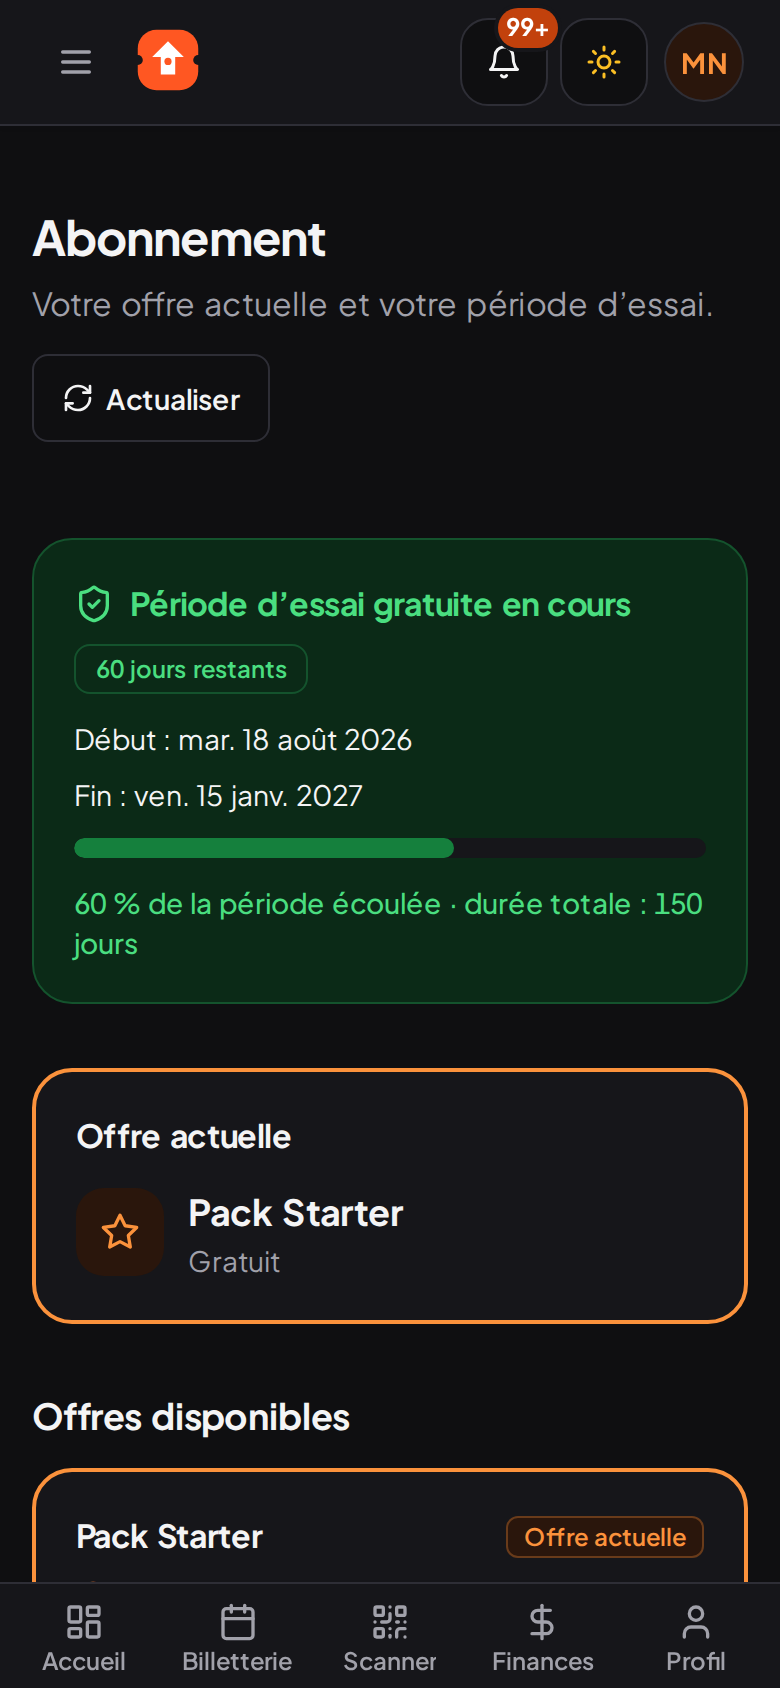 99+
MN
Abonnement
Votre offre actuelle et votre période d’essai.
Actualiser
Période d’essai gratuite en cours
60 jours restants
Début : mar. 18 août 2026
Fin : ven. 15 janv. 2027
60 % de la période écoulée · durée totale : 150
jours
Offre actuelle
Pack Starter
Gratuit
Offres disponibles
Pack Starter
Offre actuelle
Accueil
Billetterie
Scanner
Finances
Profil